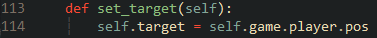 113 def set_target(self):
114 self.target = self.game.player.pos